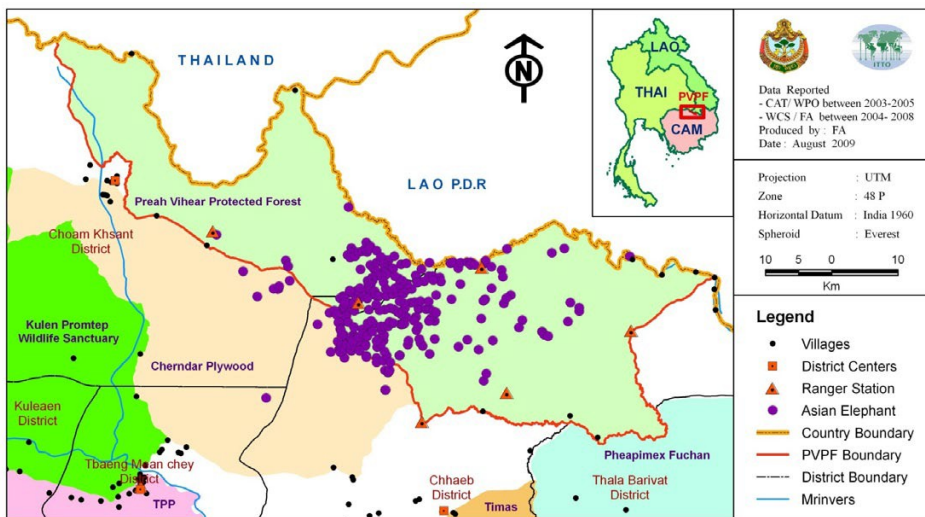 THAILAND
LAO P.D.R
N
Preah Vihear Protected Forest
Choam Khsant
District
Kulen Promtep
Wildlife Sanctuary
Cherndar Plywood
Kuleaen
District
Tbaeng Mean chey
District
TPP
Chhaeb
District
Timas
Pheapimex Fuchan
Thala Barivat
District
LAO
THAI
PVPF
CAM
ITTO
Data Reported
- CAT/ WPO between 2003-2005
- WCS / FA between 2004- 2008
Produced by : FA
Date : August 2009
Projection : UTM
Zone : 48 P
Horizontal Datum : India 1960
Spheroid : Everest
10 0 10
Km
Legend
Villages
District Centers
Ranger Station
Asian Elephant
Country Boundary
PVPF Boundary
District Boundary
Mrinvers